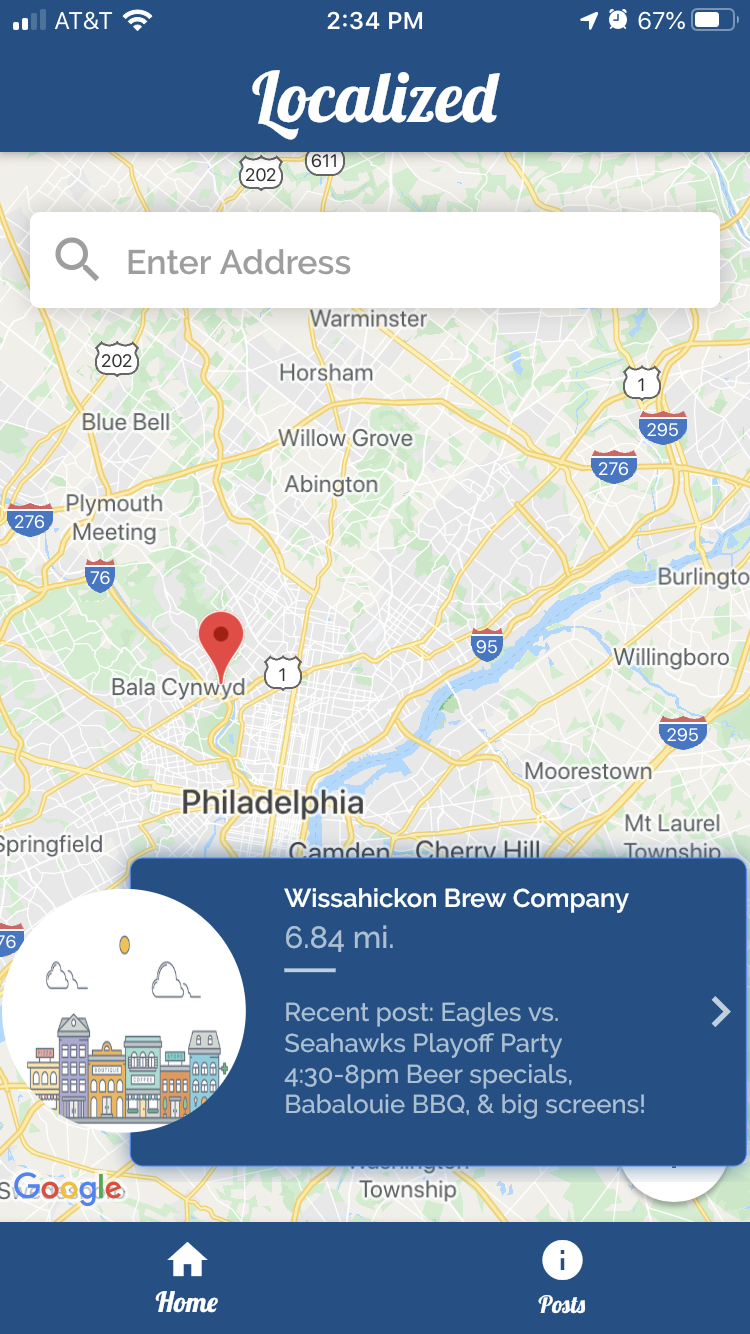 AT&T
2:34 PM
67%
Localized
202
611
Enter Address
Warminster
202
Horsham
1
Blue Bell
295
Willow Grove
276
Abington
Plymouth
Meeting
276
76
Burlingto
95
Willingboro
1
Bala Cynwyd
295
Moorestown
Philadelphia
Mt Laurel
Township
Springfield
Camden
Cherry Hill
Wissahickon Brew Company
76
6.84 mi.
Recent post: Eagles vs.
Seahawks Playoff Party
4:30-8pm Beer specials,
Babalouie BBQ, & big screens!
BOUTIQUE
COFFEE
Washington
Township
Google
Home
Posts